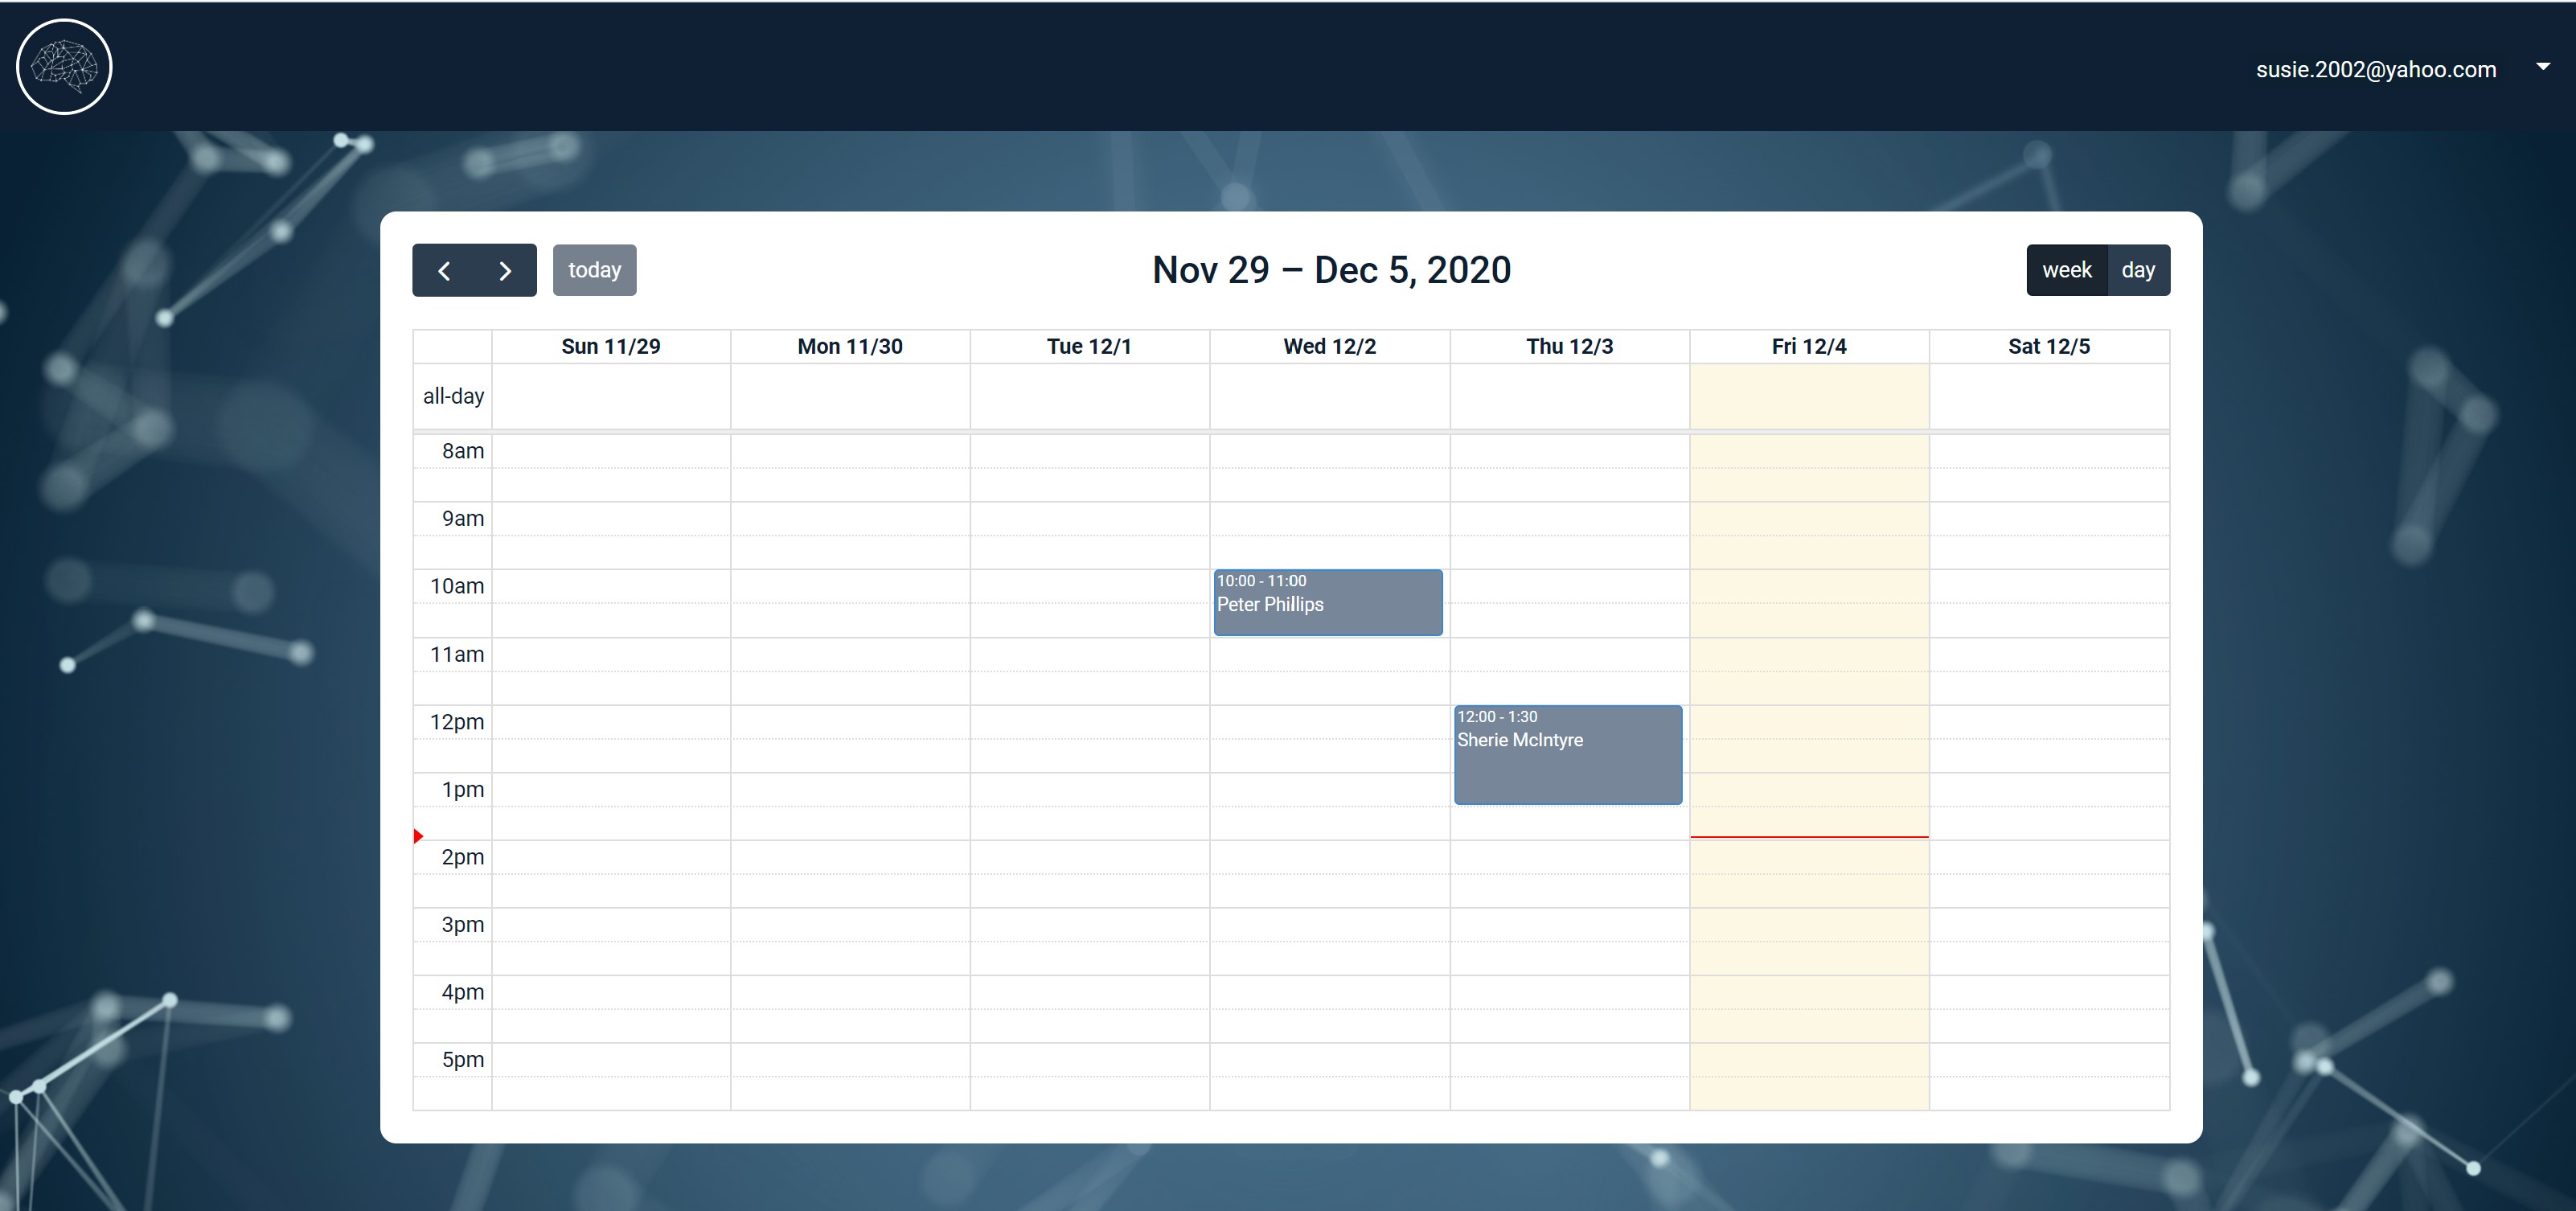 susie.2002@yahoo.com
today
Nov 29 – Dec 5, 2020
week day
Sun 11/29 Mon 11/30 Tue 12/1 Wed 12/2 Thu 12/3 Fri 12/4 Sat 12/5
all-day
8am
9am
10am
10:00 - 11:00
Peter Phillips
11am
12pm
12:00 - 1:30
Sherie McIntyre
1pm
2pm
3pm
4pm
5pm